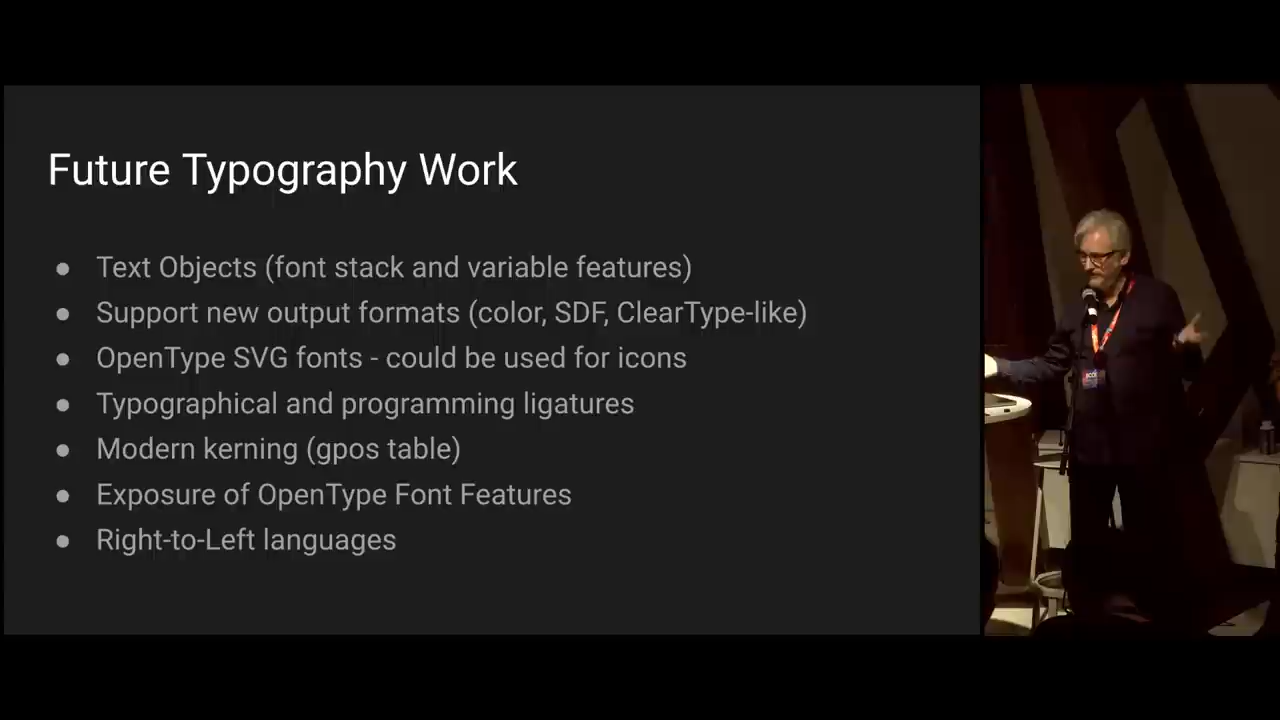 Future Typography Work
● Text Objects (font stack and variable features)
● Support new output formats (color, SDF, ClearType-like)
● OpenType SVG fonts - could be used for icons
● Typographical and programming ligatures
● Modern kerning (gpos table)
● Exposure of OpenType Font Features
● Right-to-Left languages